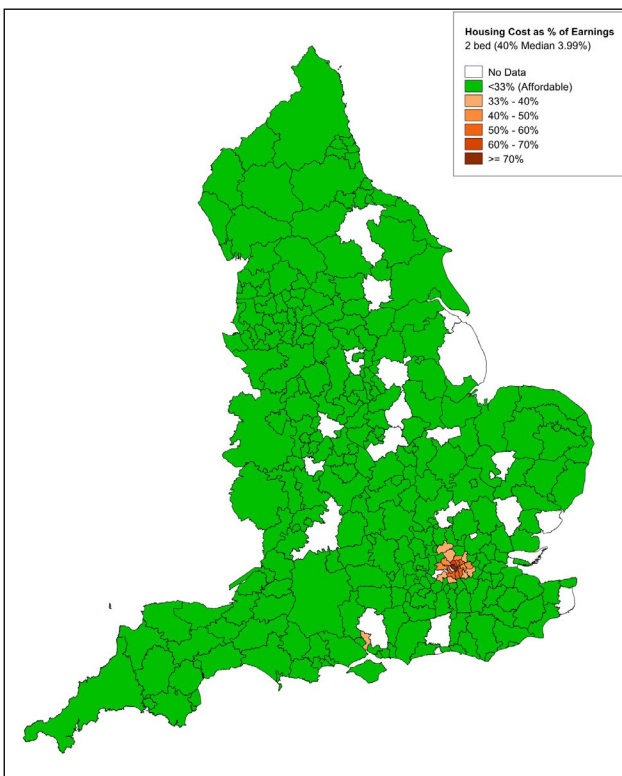 Housing Cost as % of Earnings
2 bed (40% Median 3.99%)
No Data
<33% (Affordable)
33% - 40%
40% - 50%
50% - 60%
60% - 70%
>= 70%